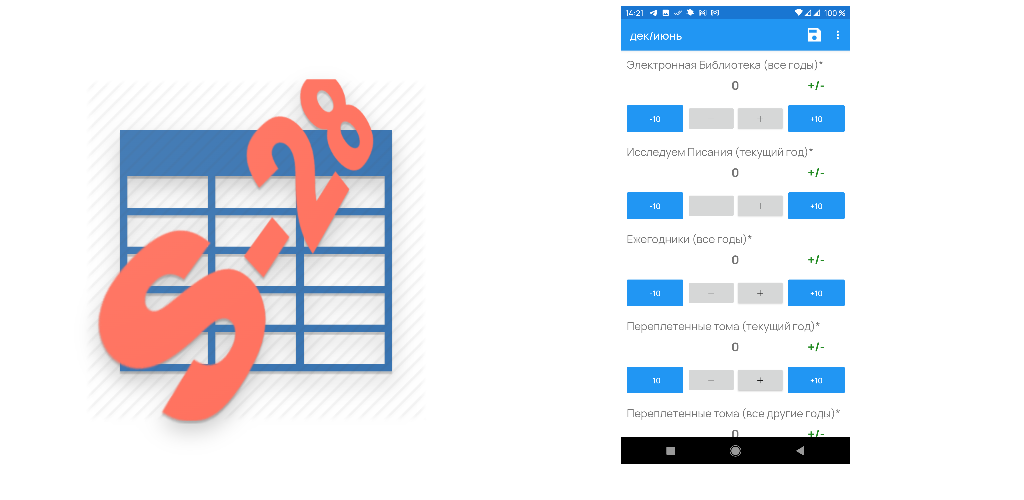 S-28
14:21 100 %
дек/июнь
Электронная Библиотека (все годы)*
0 +/-
-10 + +10
Исследуем Писания (текущий год)*
0 +/-
-10 + +10
Ежегодники (все годы)*
0 +/-
-10 − + +10
Переплетенные тома (текущий год)*
0 +/-
-10 − + +10
Переплетенные тома (все другие годы)*
0 +/-